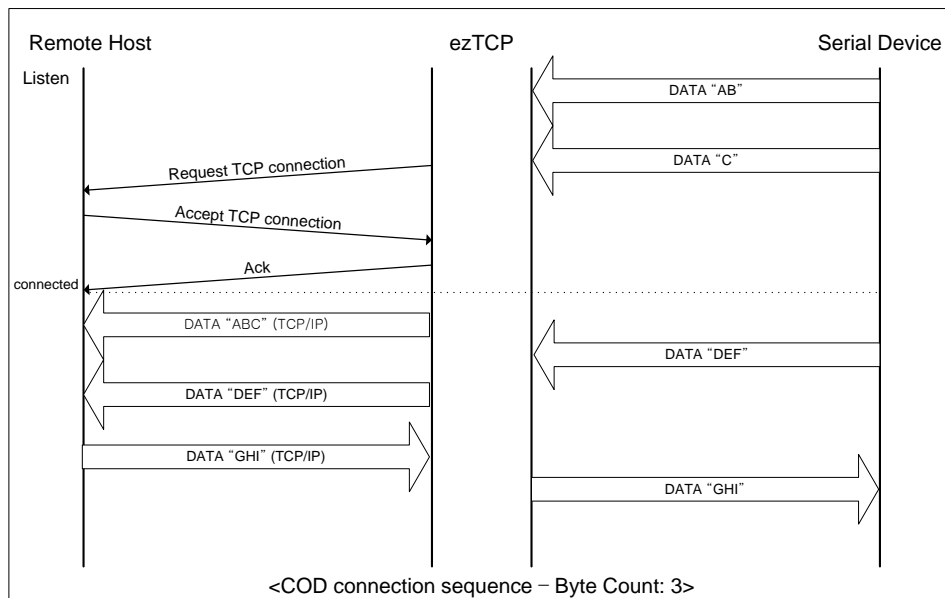 Remote Host
ezTCP
Serial Device
Listen
DATA “AB”
DATA “C”
Request TCP connection
Accept TCP connection
Ack
connected
DATA “ABC” (TCP/IP)
DATA “DEF”
DATA “DEF” (TCP/IP)
DATA “GHI” (TCP/IP)
DATA “GHI”
<COD connection sequence – Byte Count: 3>